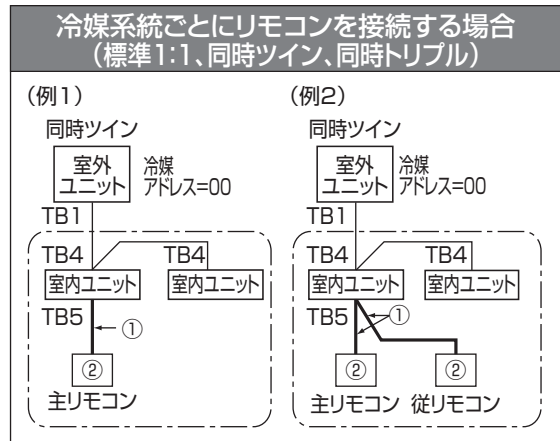 冷媒系統ごとにリモコンを接続する場合
(標準1:1、同時ツイン、同時トリプル)
(例1)
同時ツイン
室外
ユニット
冷媒
アドレス=00
TB1
TB4
TB4
室内ユニット
室内ユニット
TB5
①
②
主リモコン
(例2)
同時ツイン
室外
ユニット
冷媒
アドレス=00
TB1
TB4
TB4
室内ユニット
室内ユニット
TB5
①
②
②
主リモコン
従リモコン